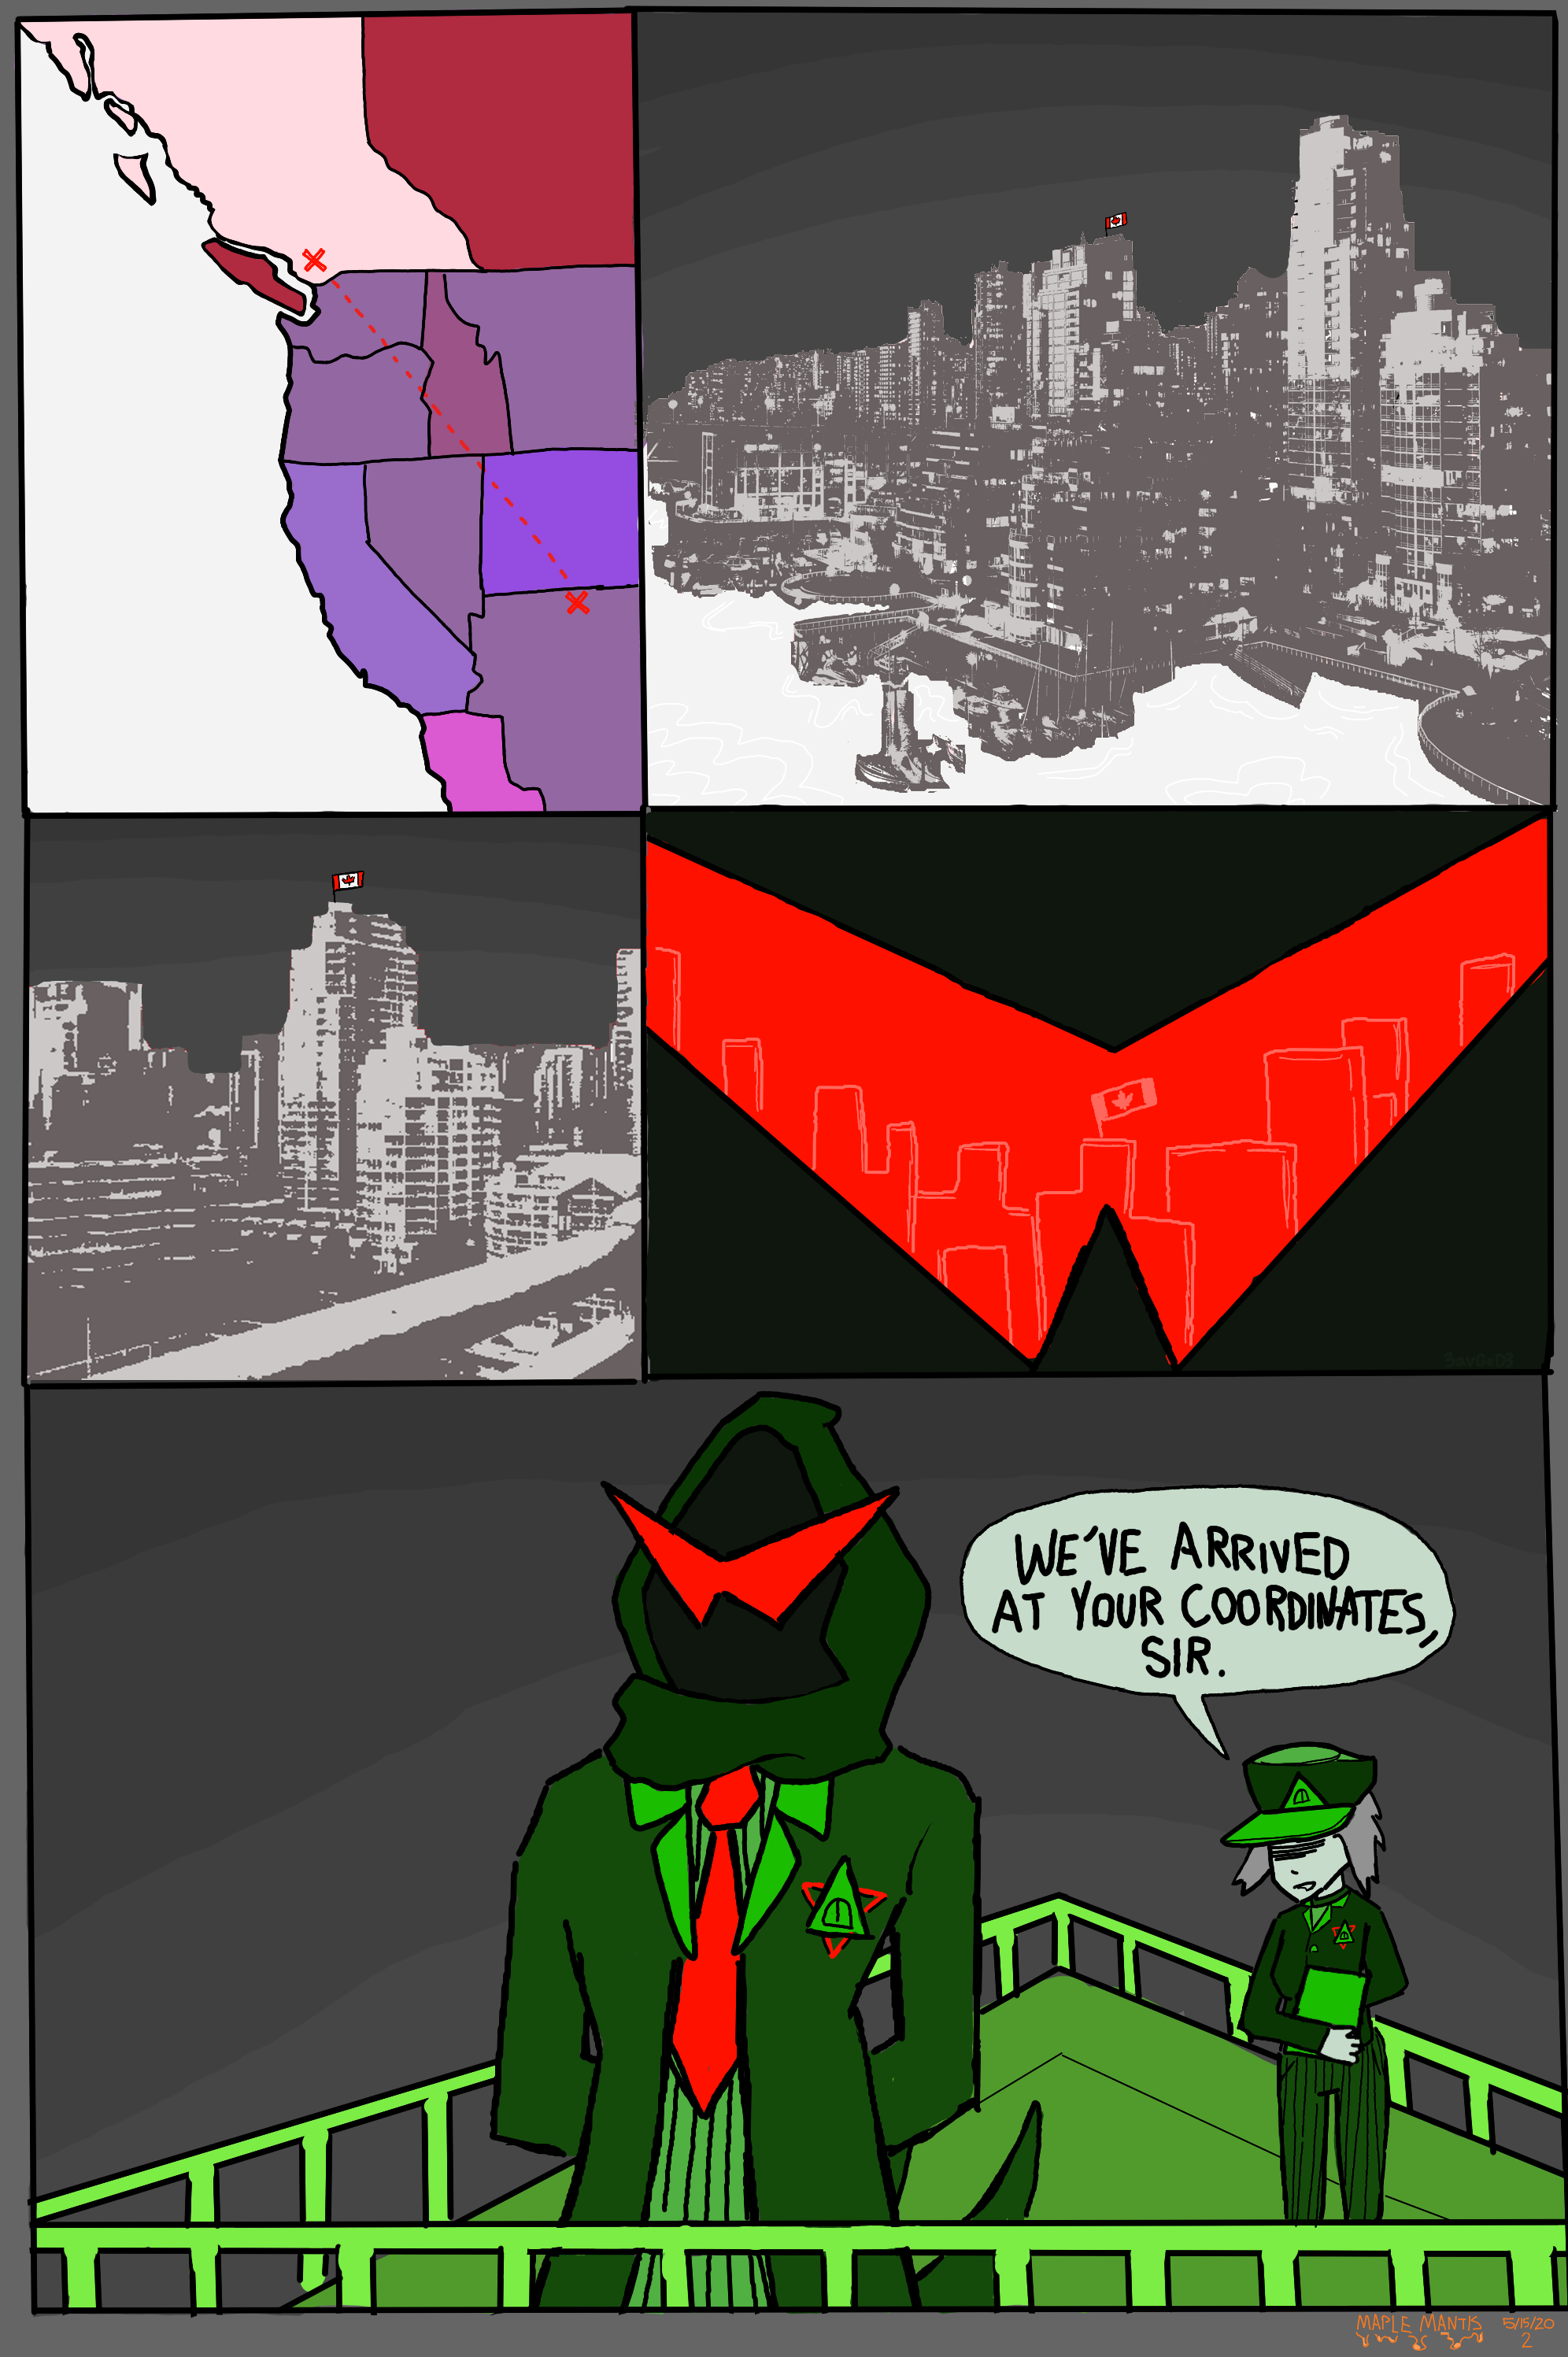 WE'VE ARRIVED
AT YOUR COORDINATES,
SIR.
MAPLE MANTIS 5/15/20
2